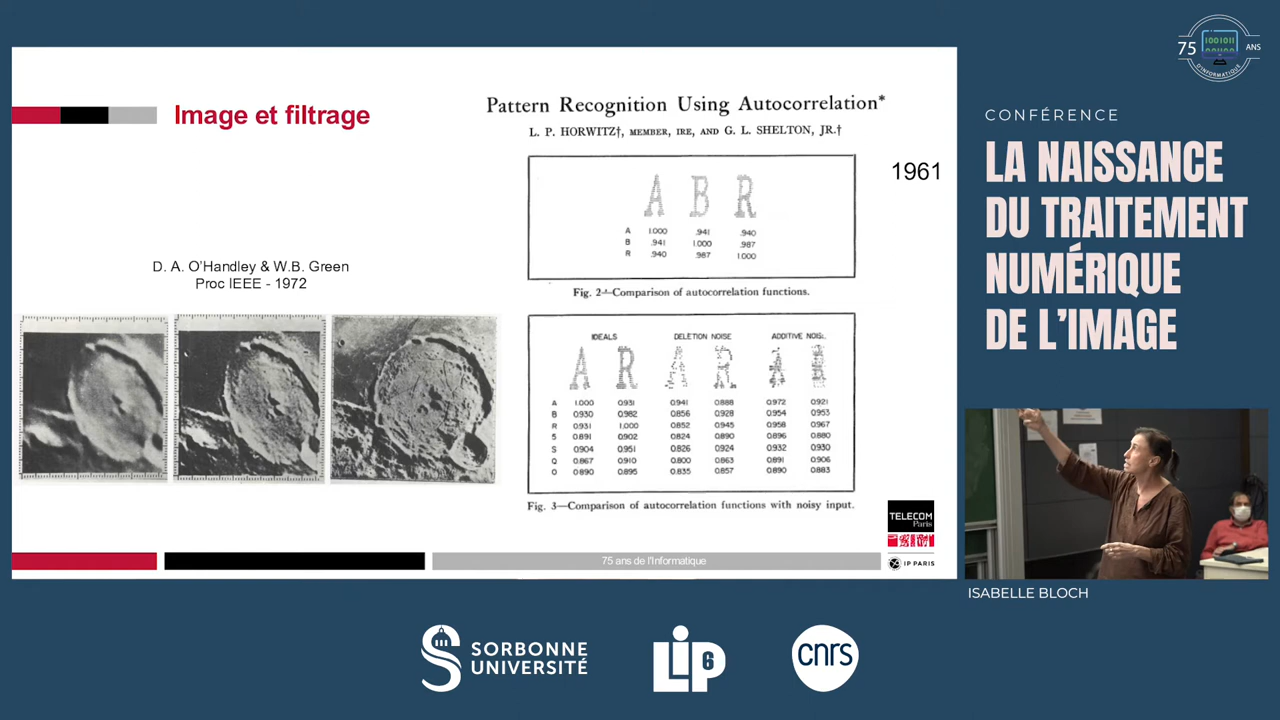 Image et filtrage
Pattern Recognition Using Autocorrelation*
L. P. HORWITZ†, MEMBER, IRE, AND G. L. SHELTON, JR.†
1961
A B R
A 1.000 .941 .940
B .941 1.000 .987
R .940 .987 1.000
Fig. 2—Comparison of autocorrelation functions.
D. A. O'Handley & W.B. Green
Proc IEEE - 1972
IDEALS DELETION NOISE ADDITIVE NOISE
A R A R A R
A 1.000 0.931 0.941 0.888 0.972 0.921
B 0.930 0.982 0.856 0.928 0.954 0.953
R 0.931 1.000 0.852 0.945 0.958 0.967
5 0.891 0.902 0.824 0.890 0.896 0.880
S 0.904 0.951 0.826 0.924 0.932 0.930
Q 0.867 0.910 0.800 0.863 0.891 0.906
O 0.890 0.895 0.835 0.857 0.890 0.883
Fig. 3—Comparison of autocorrelation functions with noisy input.
TELECOM
Paris
IP PARIS
75 ans de l'Informatique
75 ANS
D'INFORMATIQUE
CONFÉRENCE
LA NAISSANCE
DU TRAITEMENT
NUMÉRIQUE
DE L'IMAGE
ISABELLE BLOCH
SORBONNE
UNIVERSITÉ
LIP6
cnrs